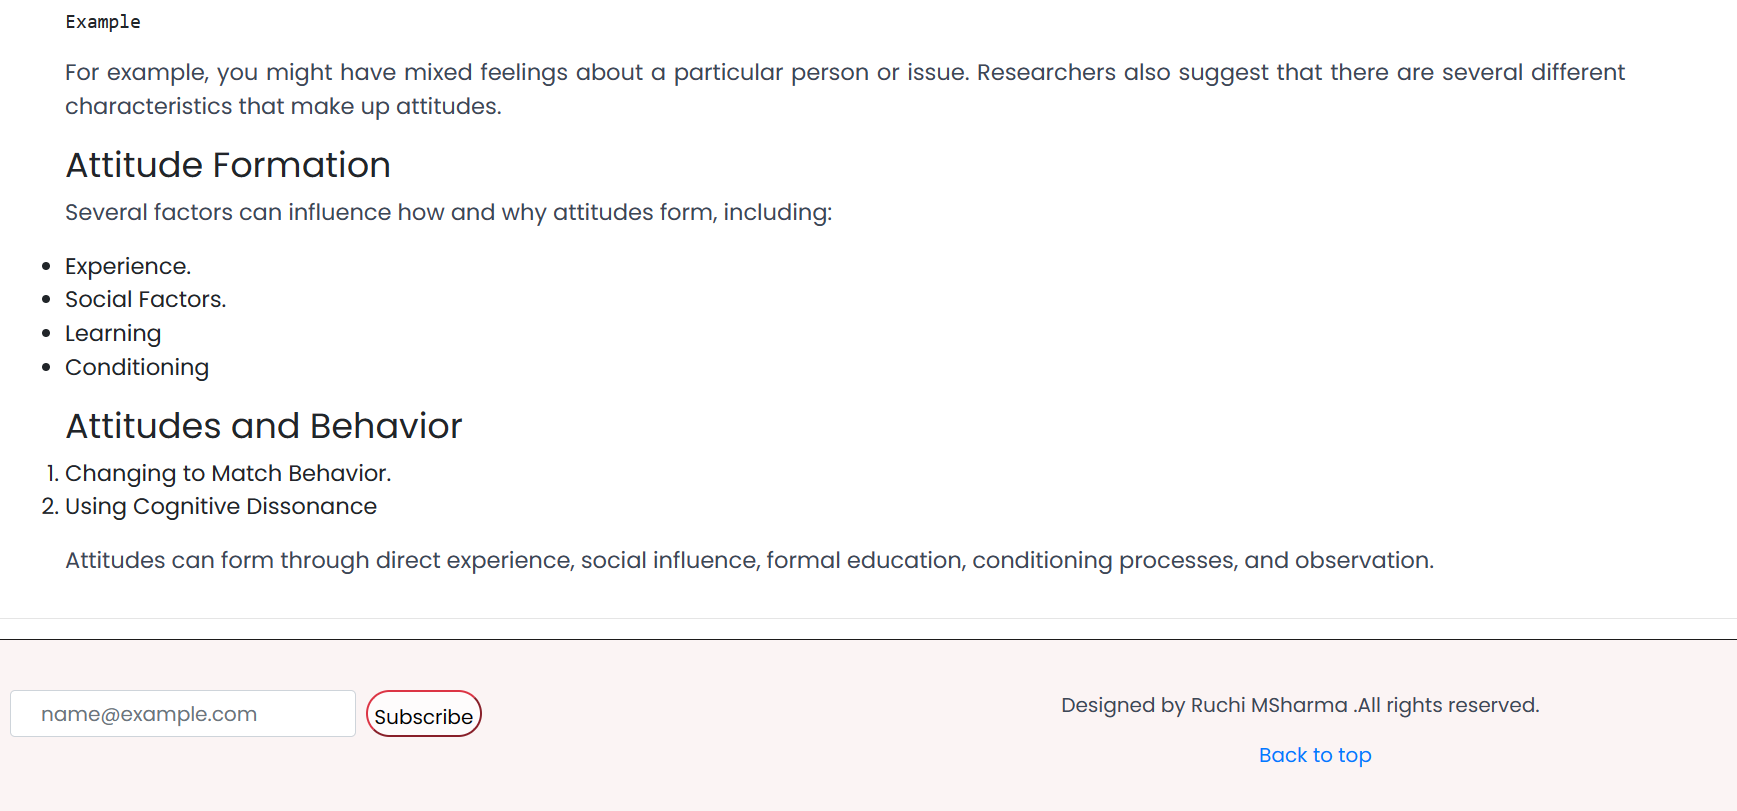 Example
For example, you might have mixed feelings about a particular person or issue. Researchers also suggest that there are several different
characteristics that make up attitudes.
Attitude Formation
Several factors can influence how and why attitudes form, including:
• Experience.
• Social Factors.
• Learning
• Conditioning
Attitudes and Behavior
1. Changing to Match Behavior.
2. Using Cognitive Dissonance
Attitudes can form through direct experience, social influence, formal education, conditioning processes, and observation.
name@example.com Subscribe
Designed by Ruchi MSharma .All rights reserved.
Back to top